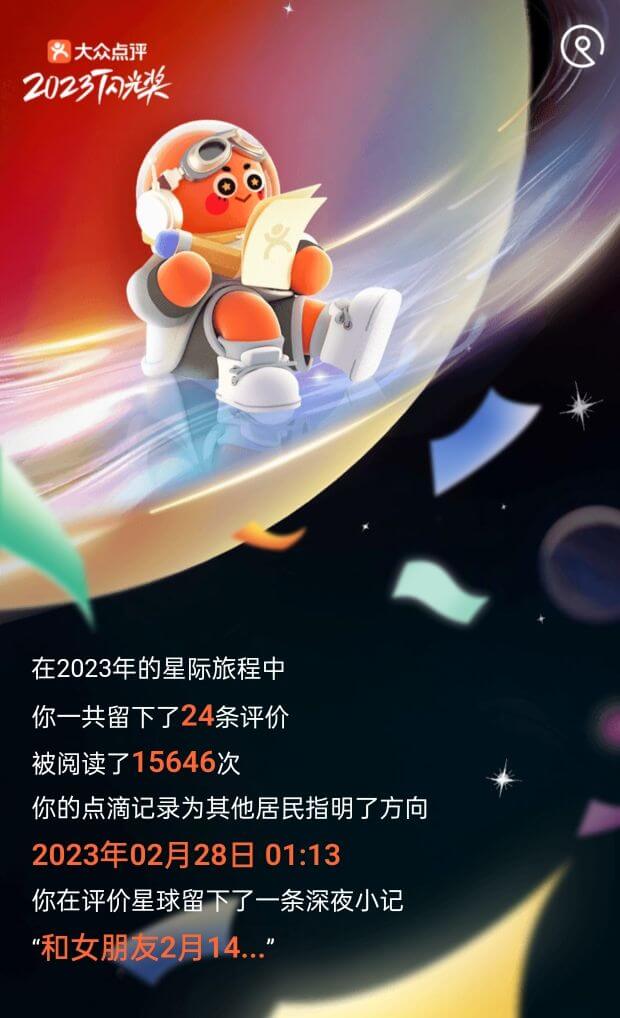 大众点评
2023闪光奖
在2023年的星际旅程中
你一共留下了24条评价
被阅读了15646次
你的点滴记录为其他居民指明了方向
2023年02月28日 01:13
你在评价星球留下了一条深夜小记
“和女朋友2月14...”